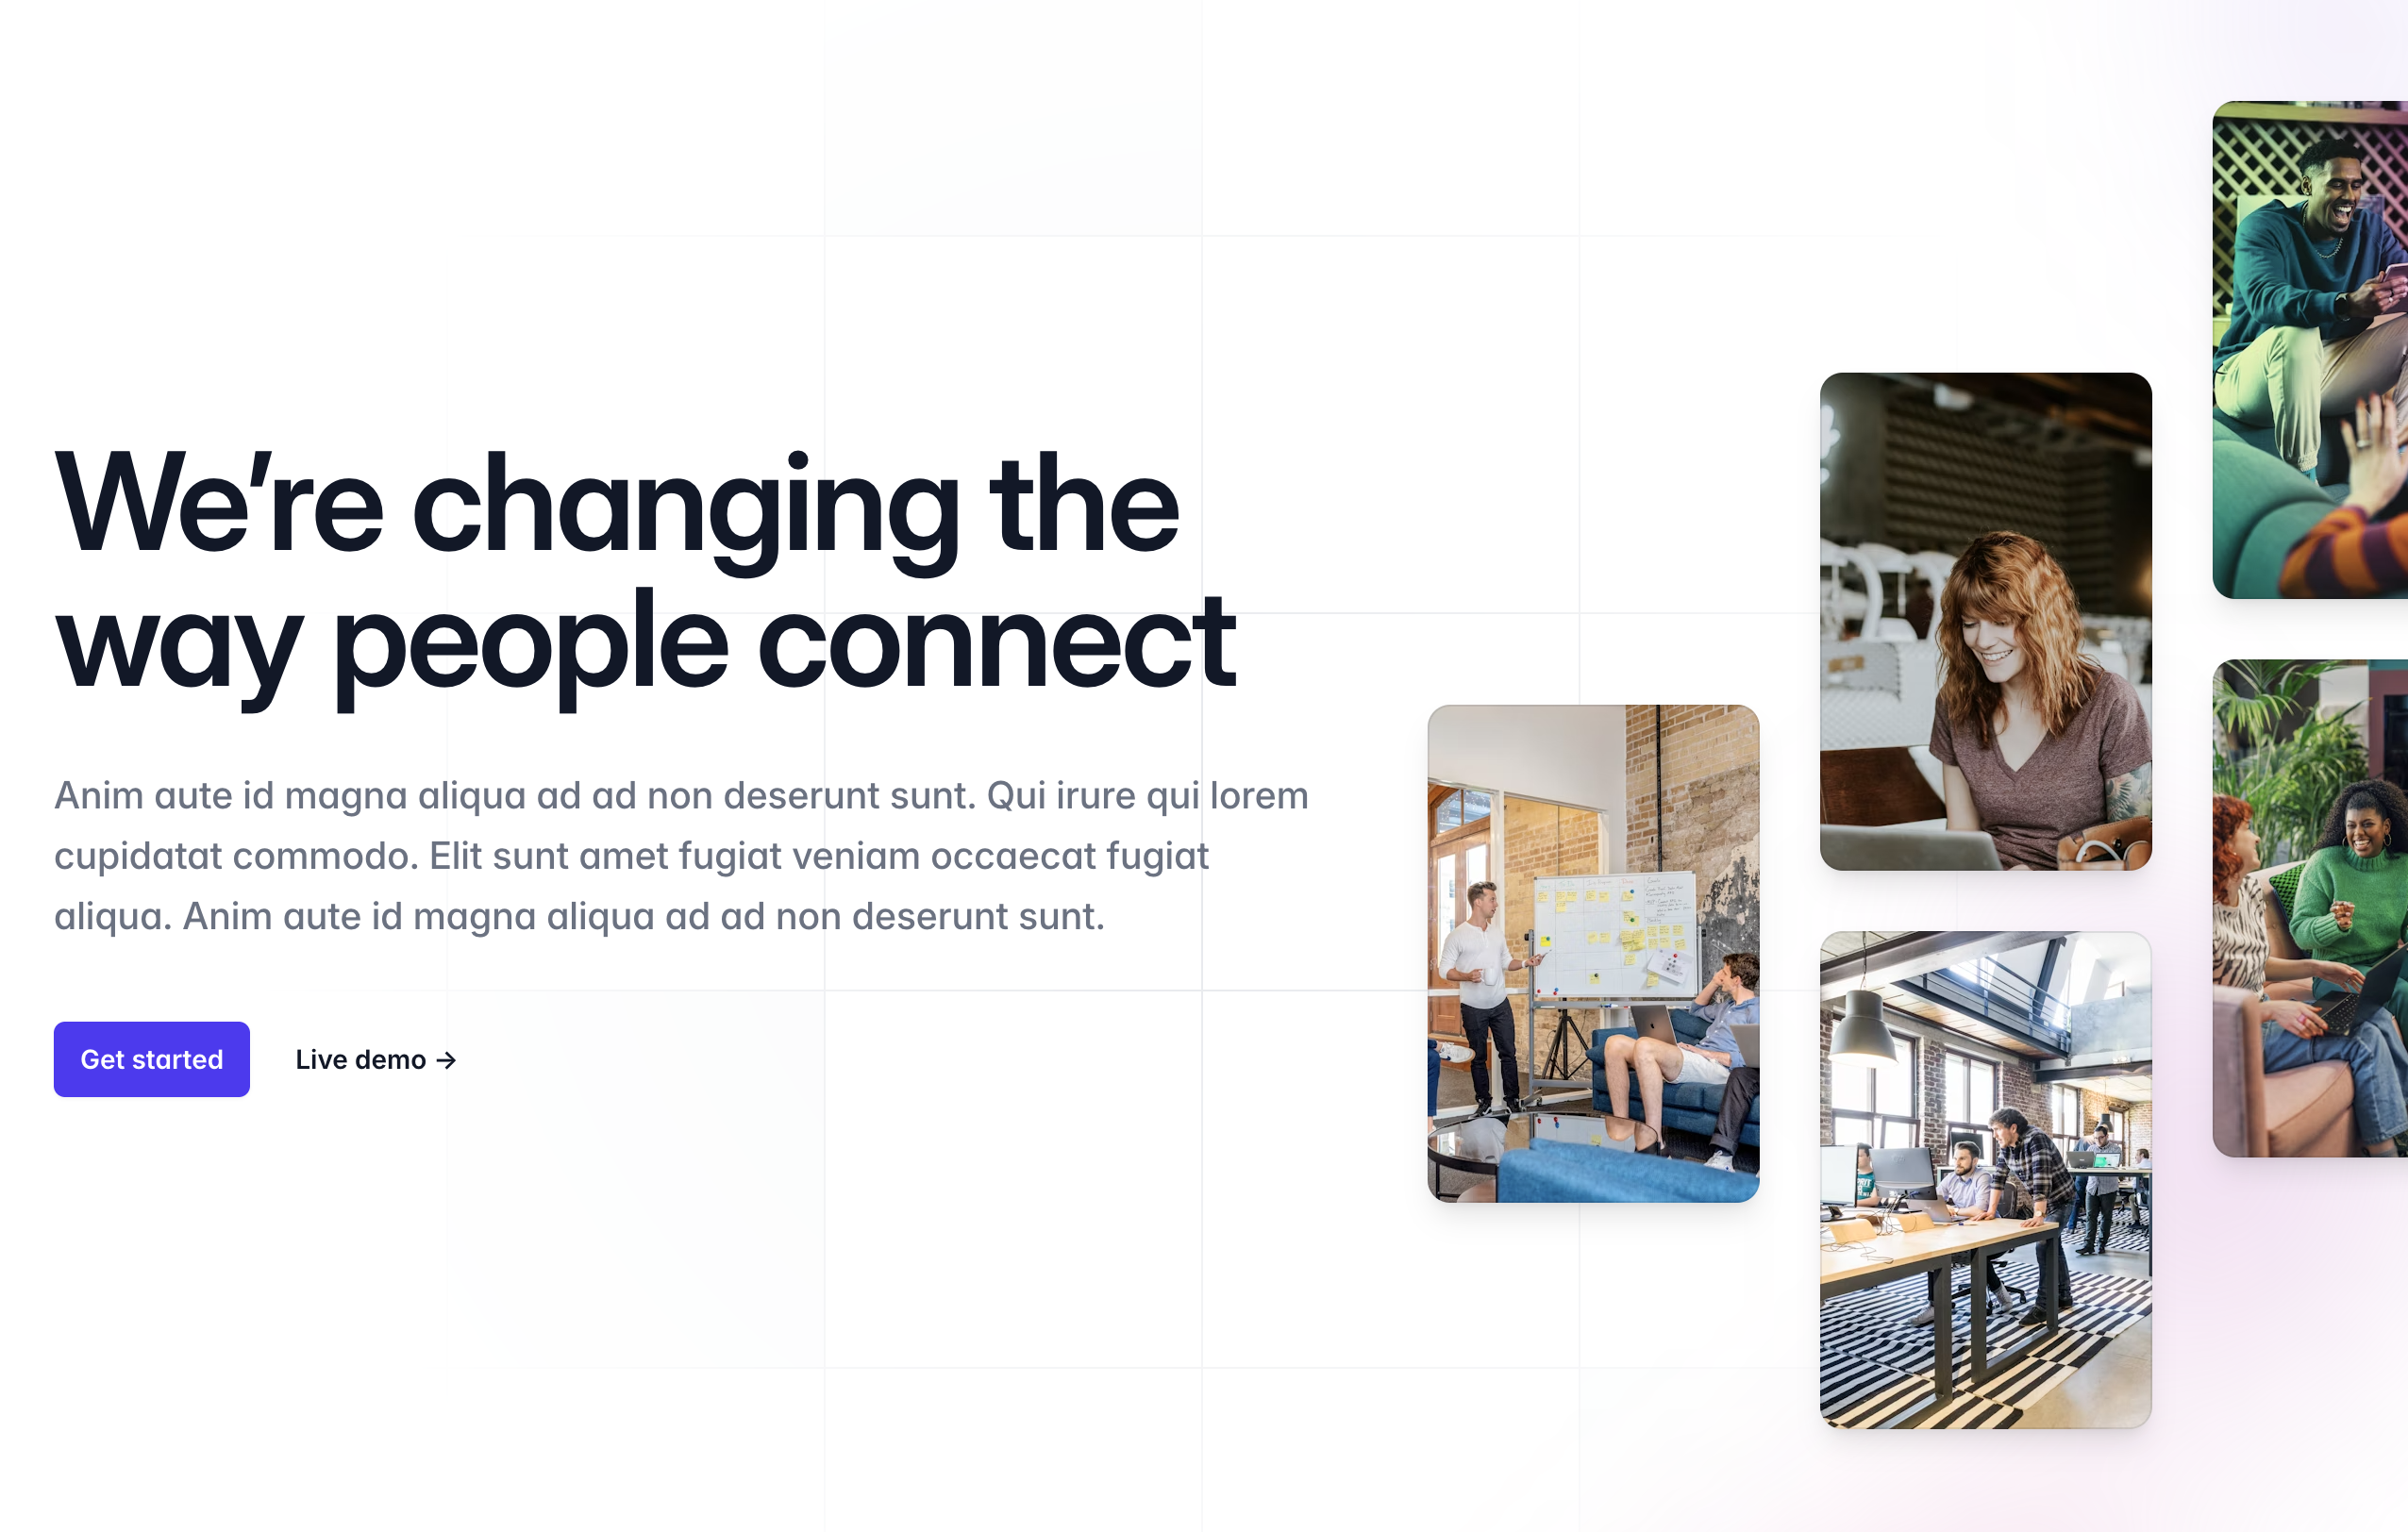 We're changing the
way people connect
Anim aute id magna aliqua ad ad non deserunt sunt. Qui irure qui lorem
cupidatat commodo. Elit sunt amet fugiat veniam occaecat fugiat
aliqua. Anim aute id magna aliqua ad ad non deserunt sunt.
Get started
Live demo →